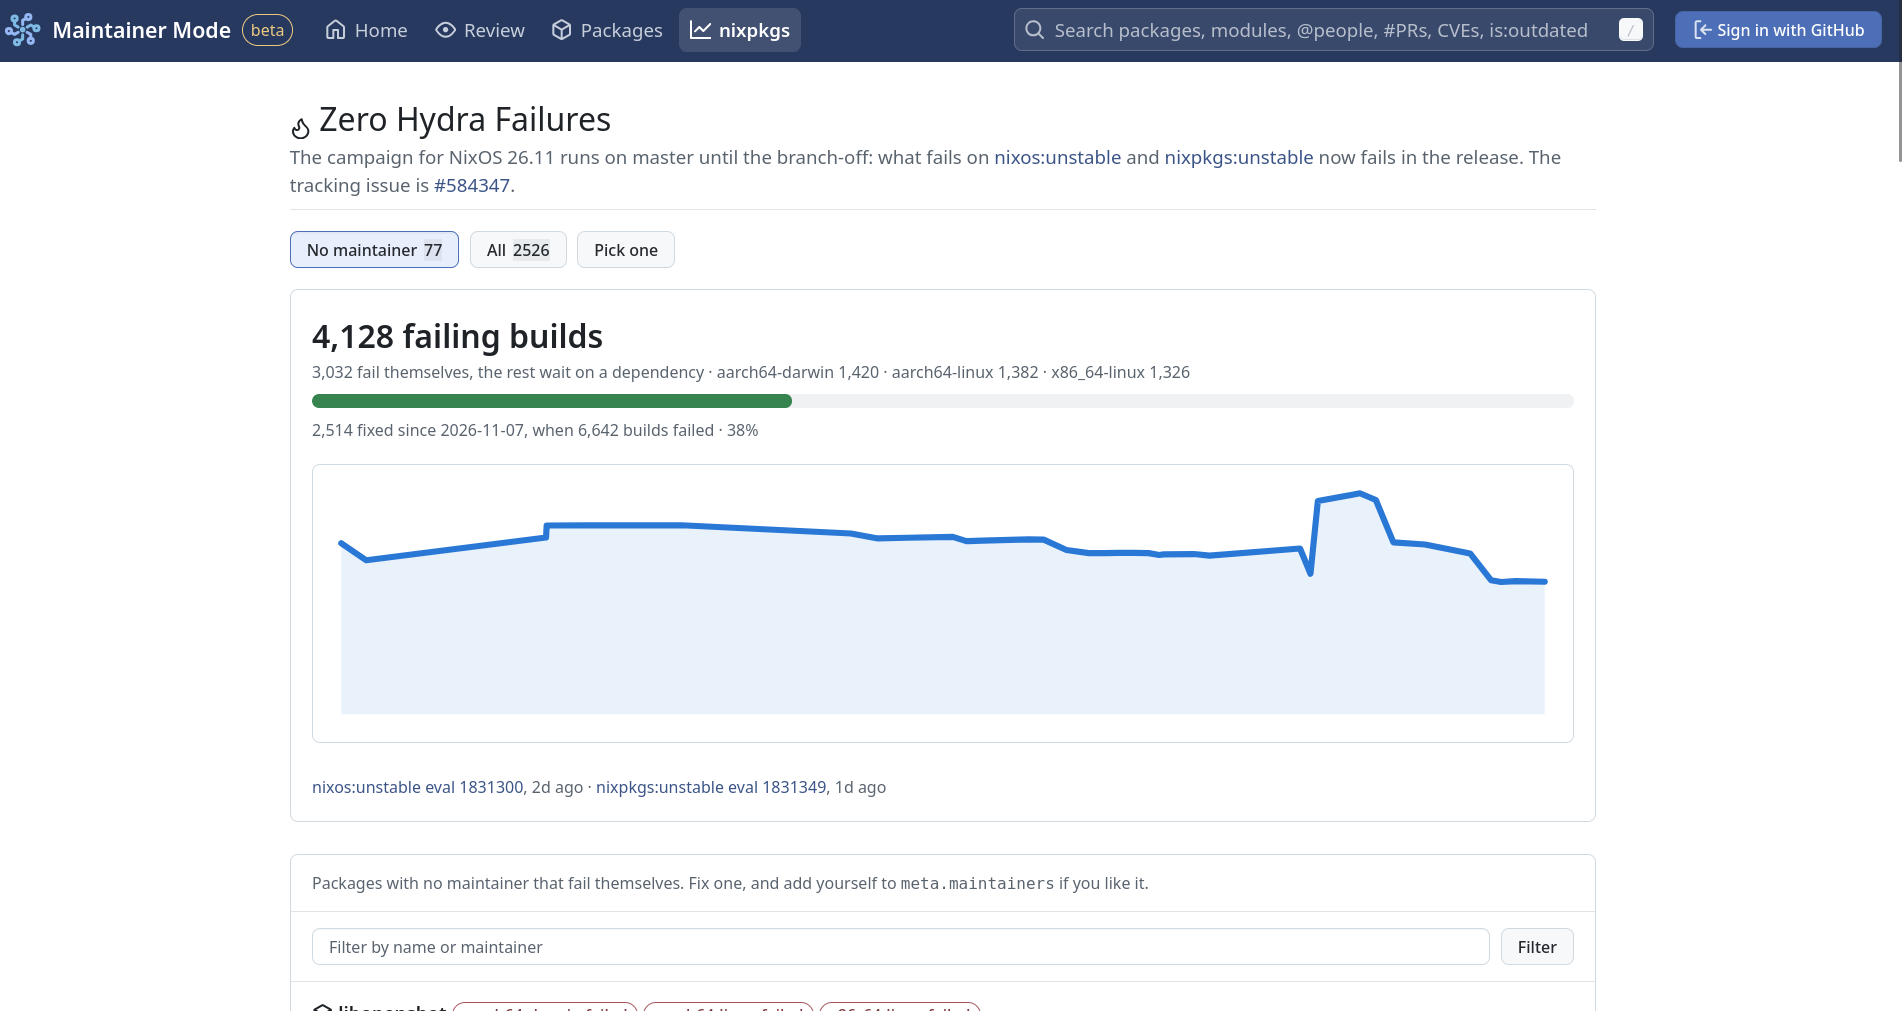 Maintainer Mode beta Home Review Packages nixpkgs Search packages, modules, @people, #PRs, CVEs, is:outdated / Sign in with GitHub
Zero Hydra Failures
The campaign for NixOS 26.11 runs on master until the branch-off: what fails on nixos:unstable and nixpkgs:unstable now fails in the release. The
tracking issue is #584347.
No maintainer 77 All 2526 Pick one
4,128 failing builds
3,032 fail themselves, the rest wait on a dependency · aarch64-darwin 1,420 · aarch64-linux 1,382 · x86_64-linux 1,326
2,514 fixed since 2026-11-07, when 6,642 builds failed · 38%
nixos:unstable eval 1831300, 2d ago · nixpkgs:unstable eval 1831349, 1d ago
Packages with no maintainer that fail themselves. Fix one, and add yourself to meta.maintainers if you like it.
Filter by name or maintainer Filter